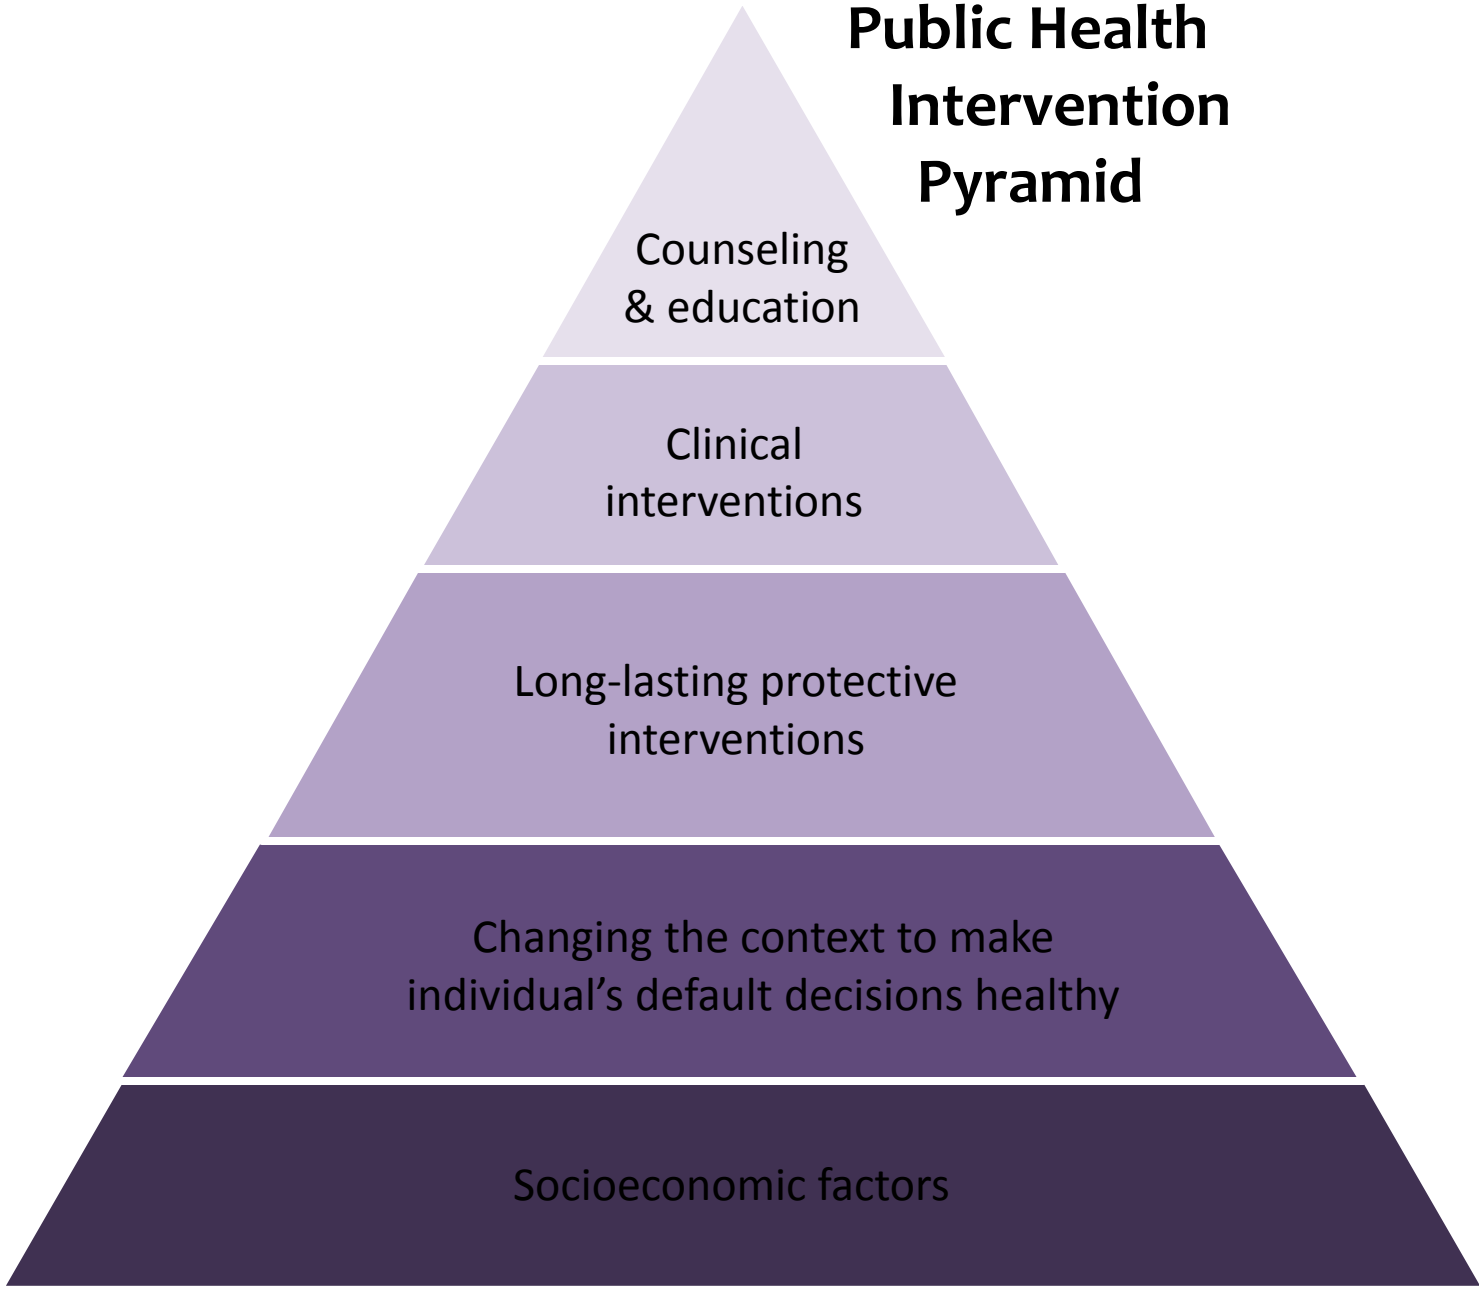 Public Health
Intervention
Pyramid
Counseling
& education
Clinical
interventions
Long-lasting protective
interventions
Changing the context to make
individual’s default decisions healthy
Socioeconomic factors